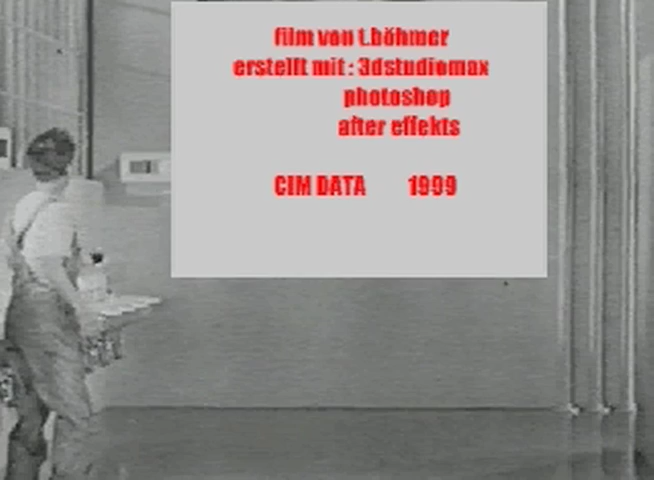 film von t.böhmer
erstellt mit : 3dstudiomax
photoshop
after effekts
CIM DATA 1999